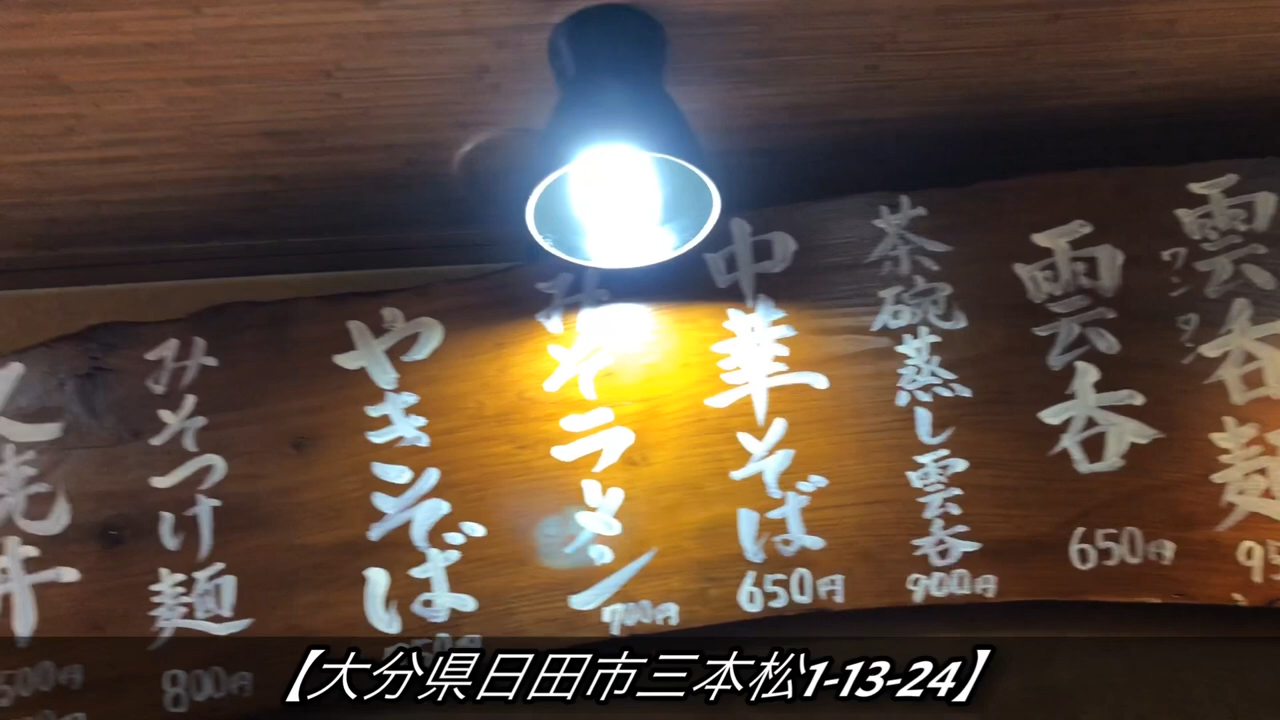 雲呑麺
ワンタン
雲呑
650円
茶碗蒸し雲呑
900円
中華そば
650円
みそラーメン
700円
やきそば
みそつけ麺
800円
【大分県日田市三本松1-13-24】